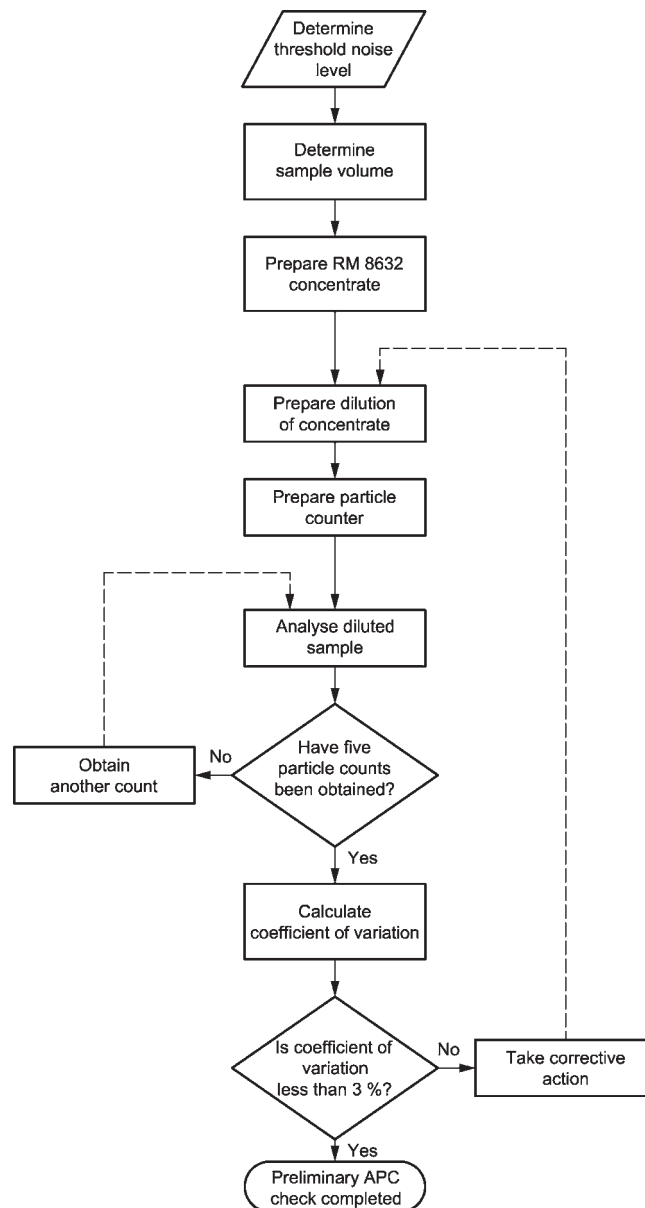 Determine
threshold noise
level
Determine
sample volume
Prepare RM 8632
concentrate
Prepare dilution
of concentrate
Prepare particle
counter
Analyse diluted
sample
Have five
particle counts
been obtained?
No
Obtain
another count
Yes
Calculate
coefficient of variation
Is coefficient of
variation
less than 3 %?
No
Take corrective
action
Yes
Preliminary APC
check completed